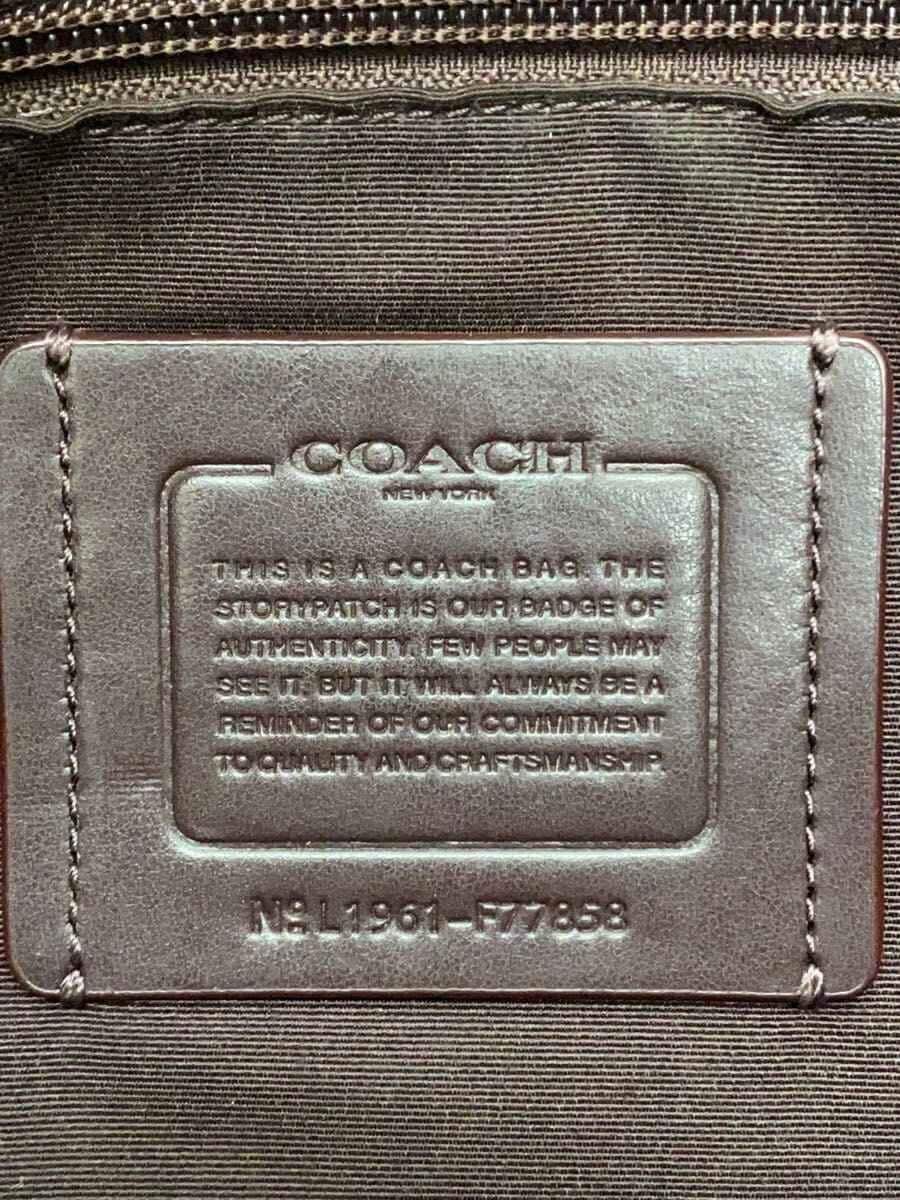 COACH
NEW YORK
THIS IS A COACH BAG. THE
STORYPATCH IS OUR BADGE OF
AUTHENTICITY. FEW PEOPLE MAY
SEE IT. BUT IT WILL ALWAYS BE A
REMINDER OF OUR COMMITMENT
TO QUALITY AND CRAFTSMANSHIP.
No. L1961-F77858